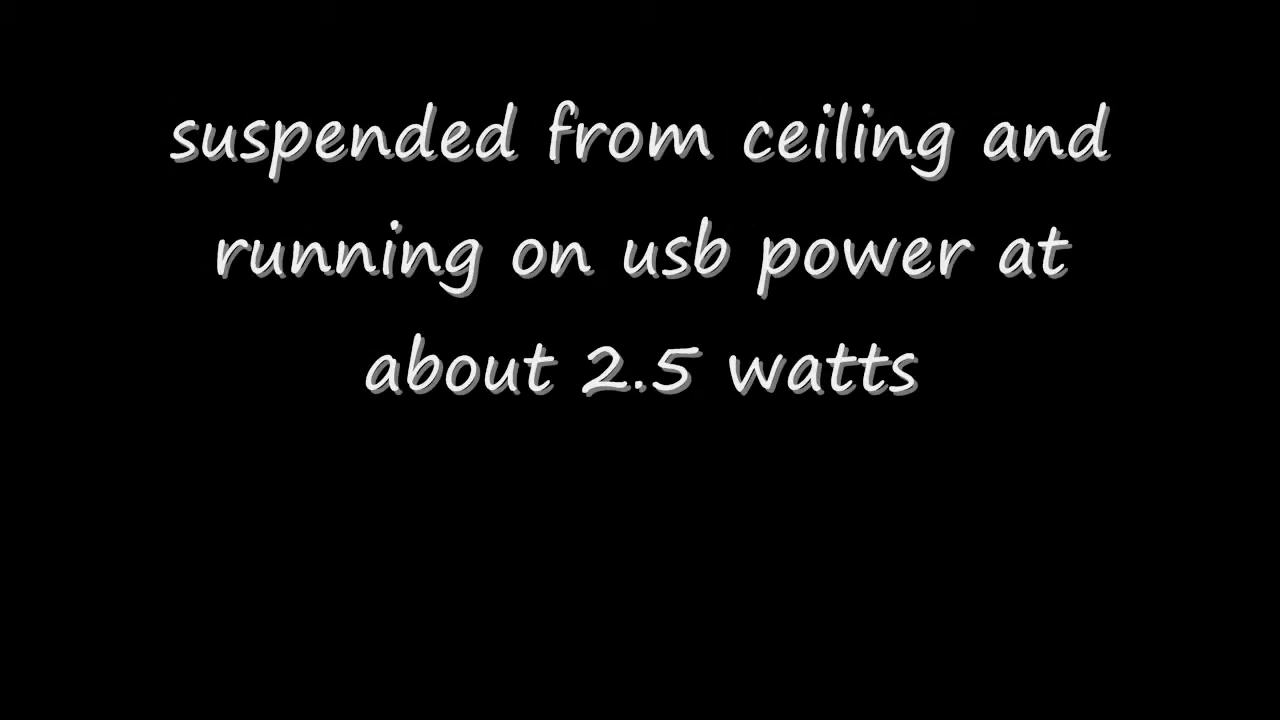 suspended from ceiling and
running on usb power at
about 2.5 watts